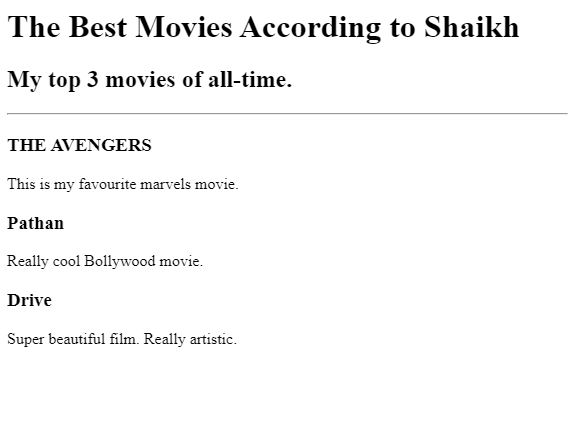 The Best Movies According to Shaikh
My top 3 movies of all-time.
THE AVENGERS
This is my favourite marvels movie.
Pathan
Really cool Bollywood movie.
Drive
Super beautiful film. Really artistic.